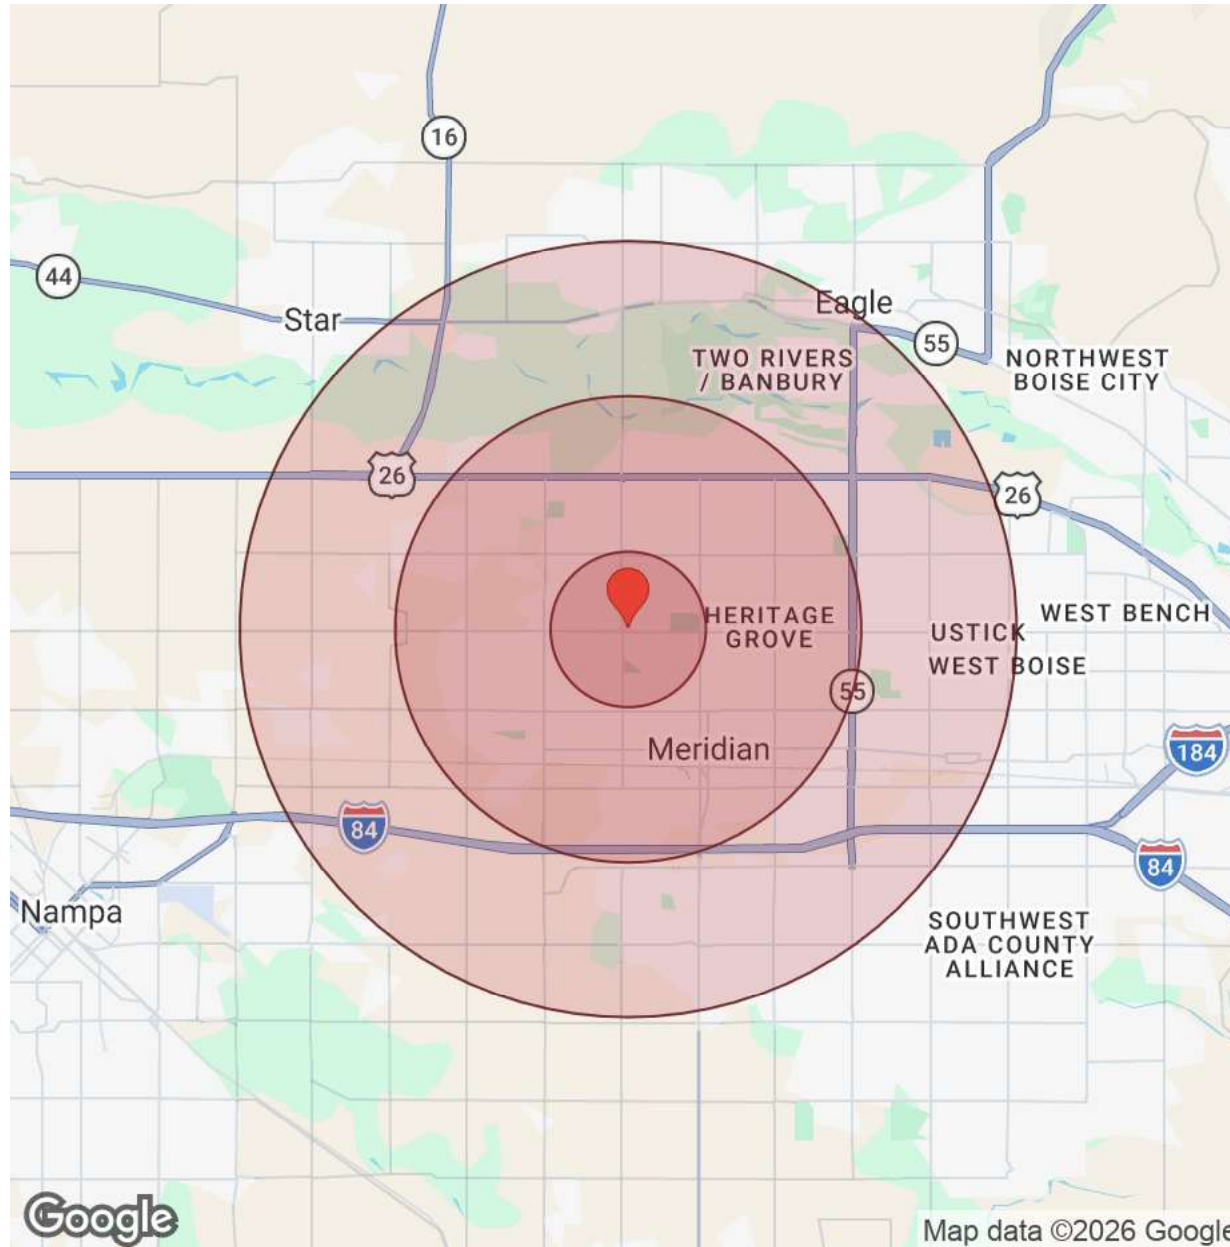 16
44
Star
Eagle
55
TWO RIVERS
/ BANBURY
NORTHWEST
BOISE CITY
26
26
HERITAGE
GROVE
WEST BENCH
USTICK
WEST BOISE
55
Meridian
184
84
84
Nampa
SOUTHWEST
ADA COUNTY
ALLIANCE
Google
Map data ©2026 Google